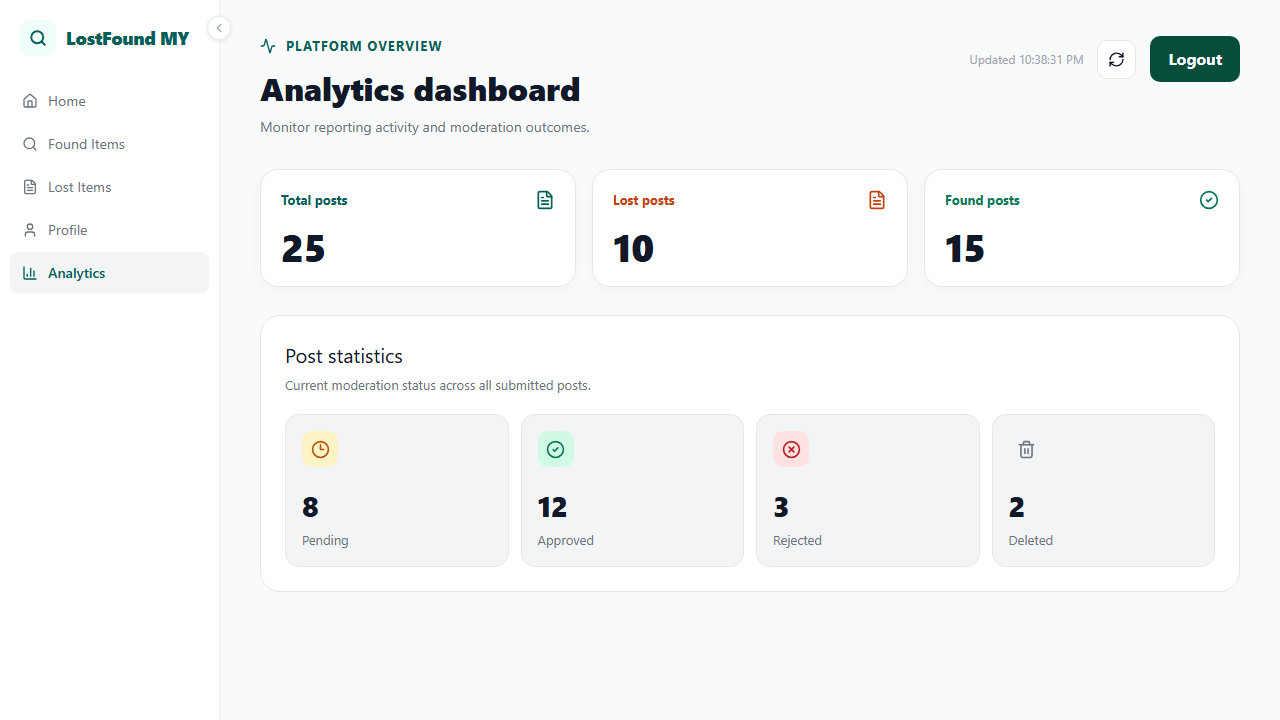 LostFound MY
Home
Found Items
Lost Items
Profile
Analytics
PLATFORM OVERVIEW
Analytics dashboard
Monitor reporting activity and moderation outcomes.
Updated 10:38:31 PM
Logout
Total posts
25
Lost posts
10
Found posts
15
Post statistics
Current moderation status across all submitted posts.
8
Pending
12
Approved
3
Rejected
2
Deleted